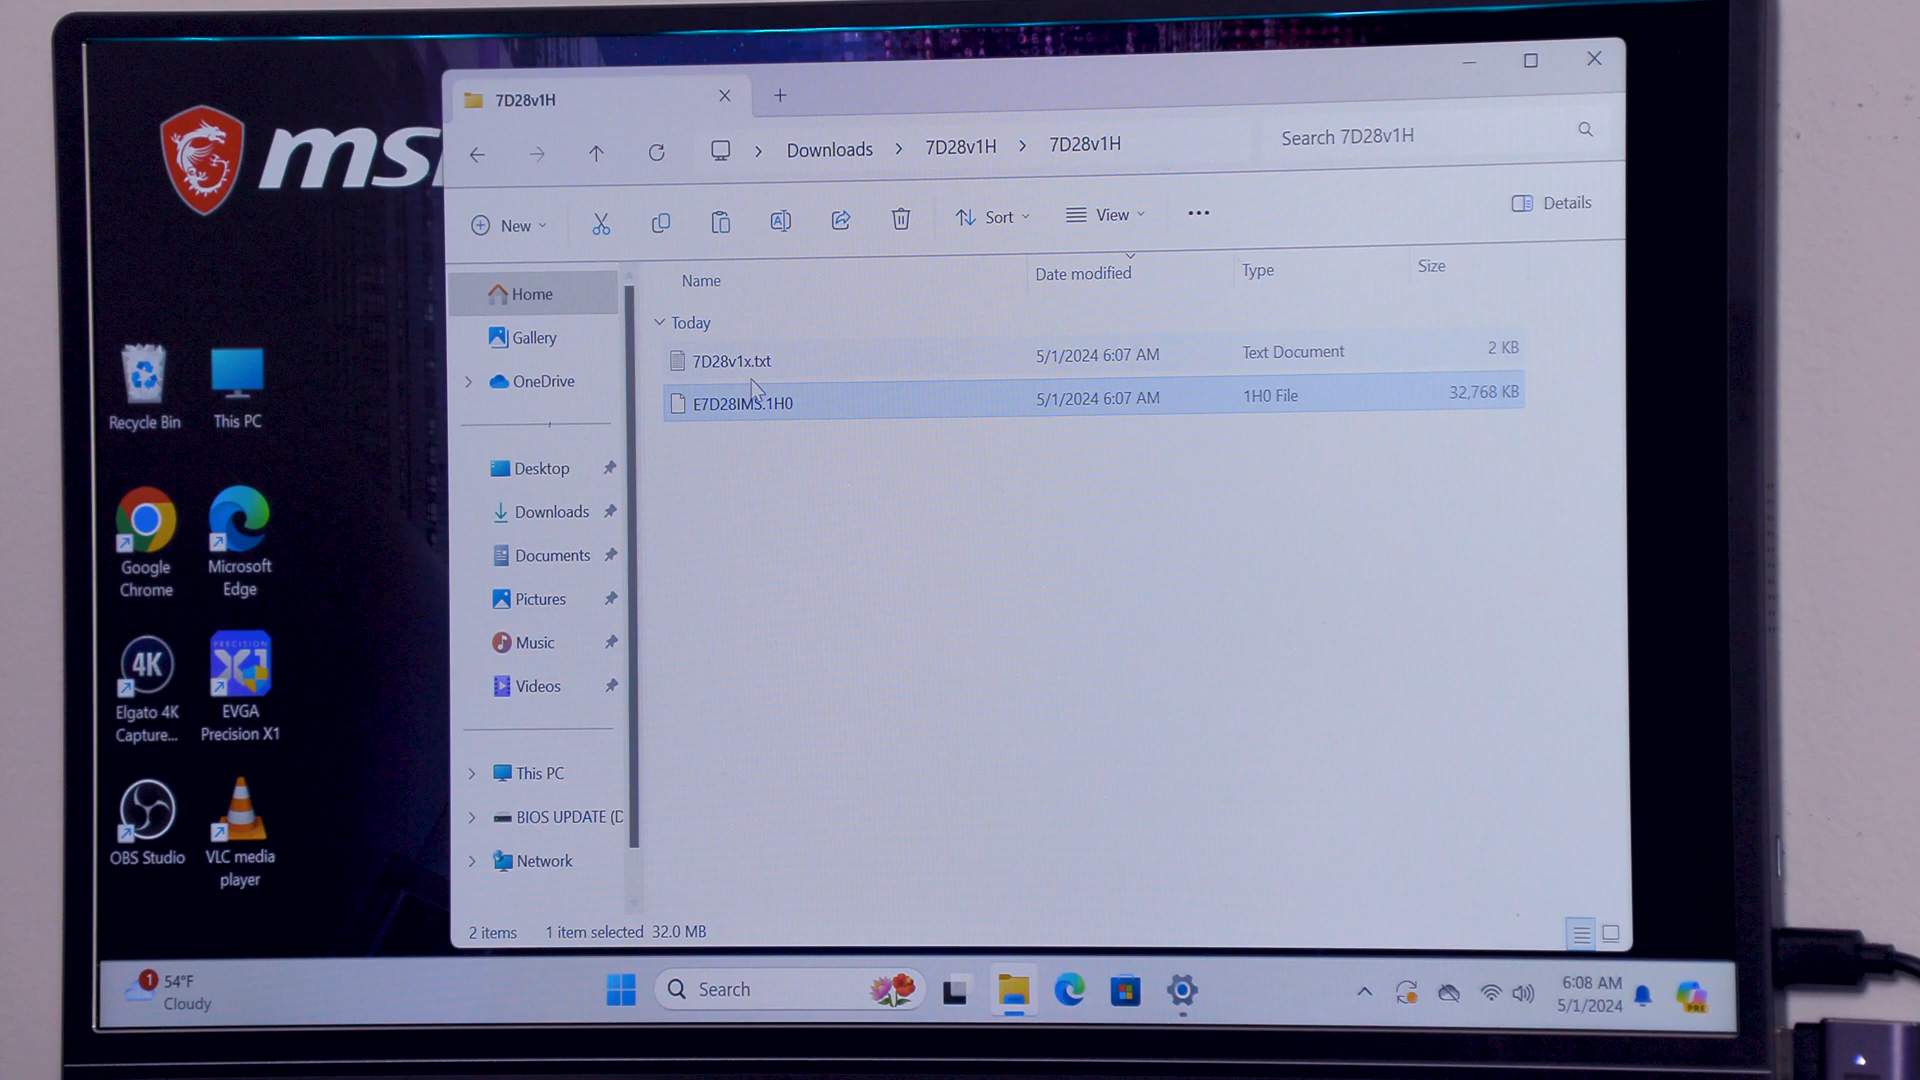 7D28v1H
Downloads > 7D28v1H > 7D28v1H
Search 7D28v1H
New
Sort
View
Details
Name
Date modified
Type
Size
Today
7D28v1x.txt
5/1/2024 6:07 AM
Text Document
2 KB
E7D28IMS.1H0
5/1/2024 6:07 AM
1H0 File
32,768 KB
Home
Gallery
OneDrive
Desktop
Downloads
Documents
Pictures
Music
Videos
This PC
BIOS UPDATE (D
Network
2 items
1 item selected 32.0 MB
msi
Recycle Bin
This PC
Google
Chrome
Microsoft
Edge
4K
Elgato 4K
Capture...
PRECISION
X1
EVGA
Precision X1
OBS Studio
VLC media
player
1
54°F
Cloudy
Search
6:08 AM
5/1/2024
PRE